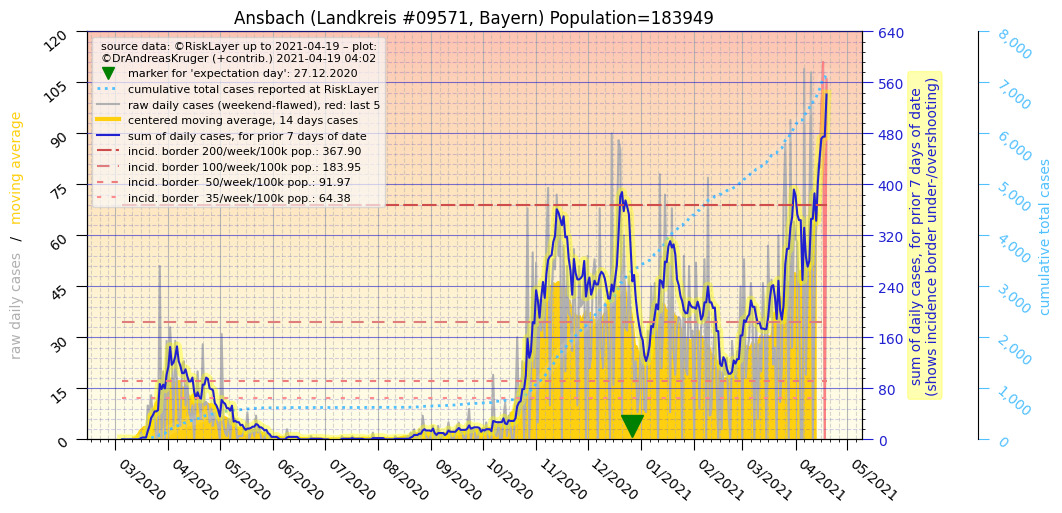 Ansbach (Landkreis #09571, Bayern) Population=183949
source data: ©RiskLayer up to 2021-04-19 – plot:
©DrAndreasKruger (+contrib.) 2021-04-19 04:02
marker for 'expectation day': 27.12.2020
cumulative total cases reported at RiskLayer
raw daily cases (weekend-flawed), red: last 5
centered moving average, 14 days cases
sum of daily cases, for prior 7 days of date
incid. border 200/week/100k pop.: 367.90
incid. border 100/week/100k pop.: 183.95
incid. border  50/week/100k pop.: 91.97
incid. border  35/week/100k pop.: 64.38
raw daily cases / moving average
120
105
90
75
60
45
30
15
0
03/2020
04/2020
05/2020
06/2020
07/2020
08/2020
09/2020
10/2020
11/2020
12/2020
01/2021
02/2021
03/2021
04/2021
05/2021
640
560
480
400
320
240
160
80
0
sum of daily cases, for prior 7 days of date
(shows incidence border under-/overshooting)
8,000
7,000
6,000
5,000
4,000
3,000
2,000
1,000
0
cumulative total cases